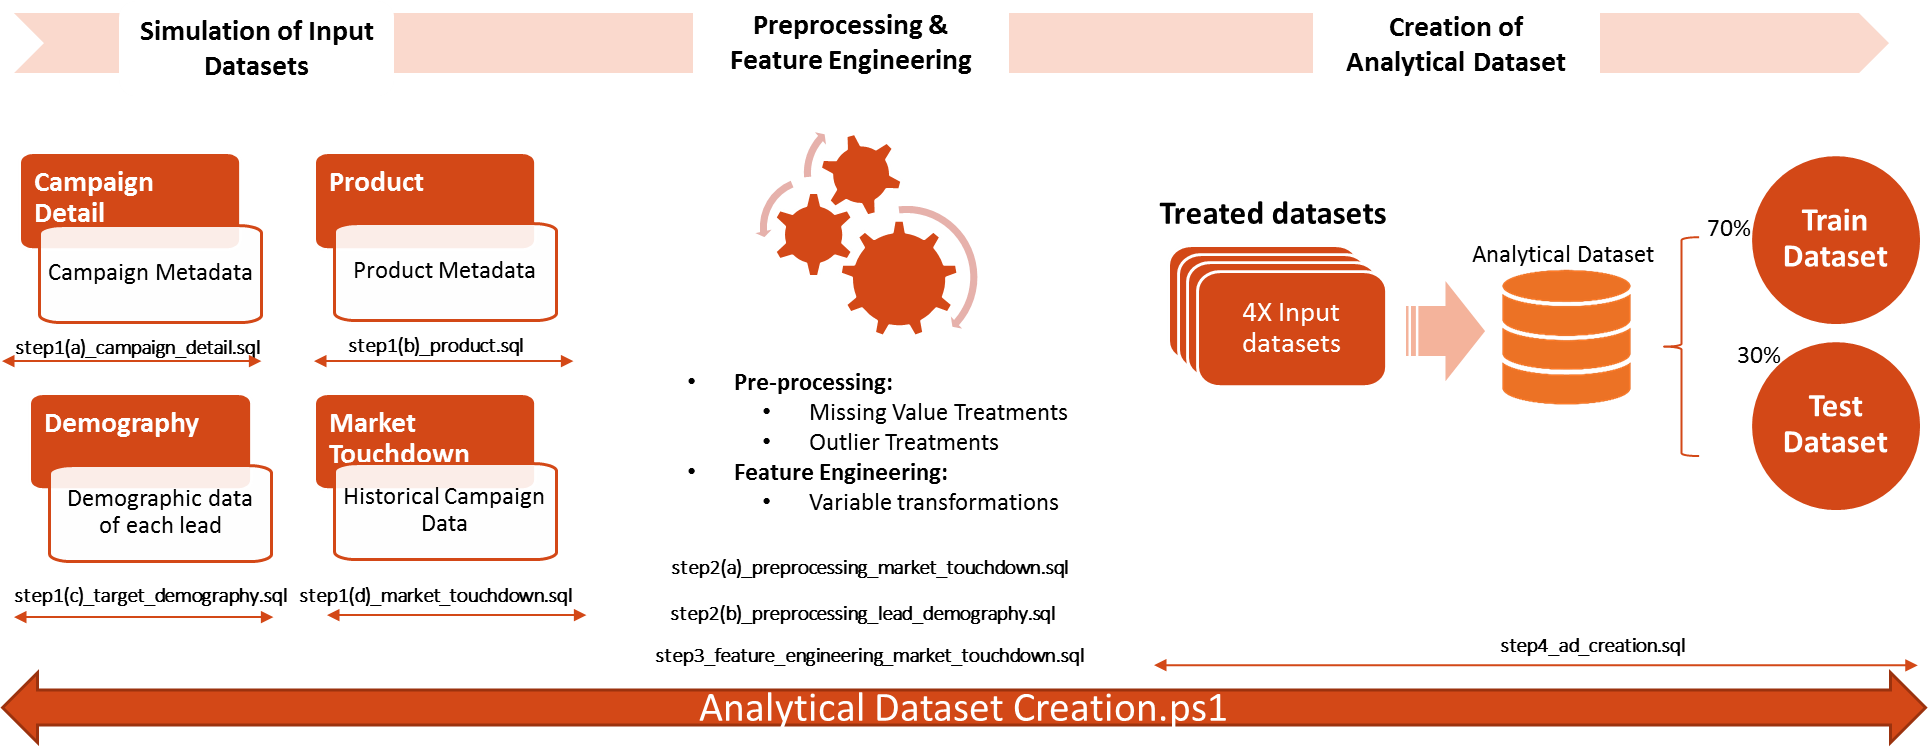 Simulation of Input
Datasets
Preprocessing &
Feature Engineering
Creation of
Analytical Dataset
Campaign
Detail
Campaign Metadata
step1(a)_campaign_detail.sql
Product
Product Metadata
step1(b)_product.sql
Demography
Demographic data
of each lead
step1(c)_target_demography.sql
Market
Touchdown
Historical Campaign
Data
step1(d)_market_touchdown.sql
• Pre-processing:
• Missing Value Treatments
• Outlier Treatments
• Feature Engineering:
• Variable transformations
step2(a)_preprocessing_market_touchdown.sql
step2(b)_preprocessing_lead_demography.sql
step3_feature_engineering_market_touchdown.sql
Treated datasets
4X Input
datasets
Analytical Dataset
70%
Train
Dataset
30%
Test
Dataset
step4_ad_creation.sql
Analytical Dataset Creation.ps1